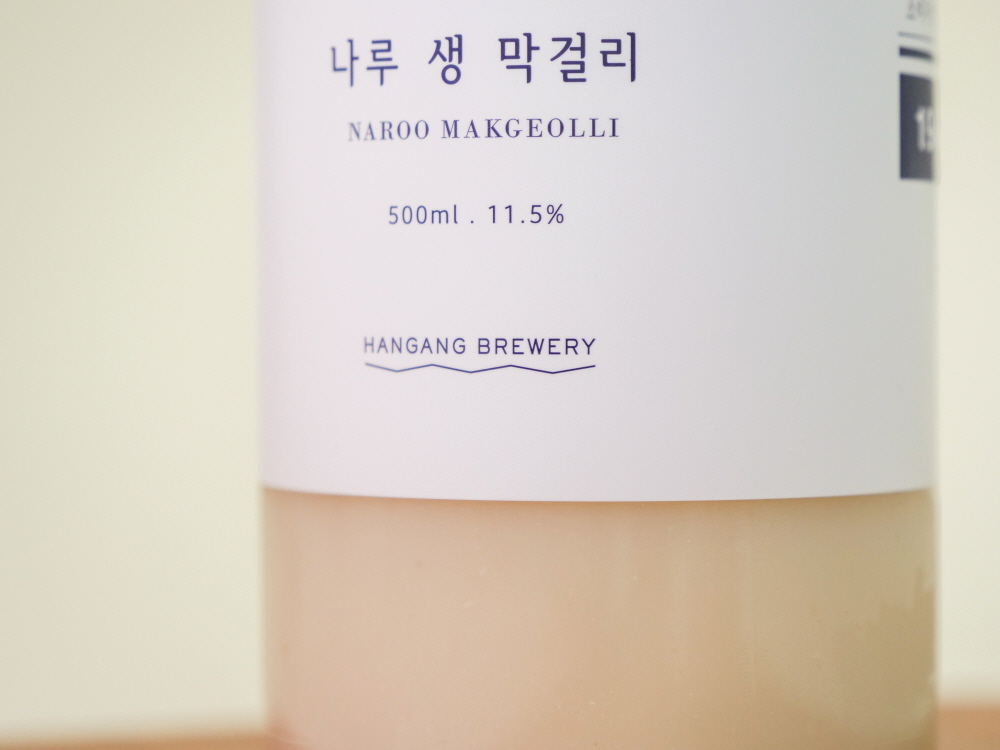 나루 생 막걸리
NAROO MAKGEOLLI
500ml . 11.5%
HANGANG BREWERY